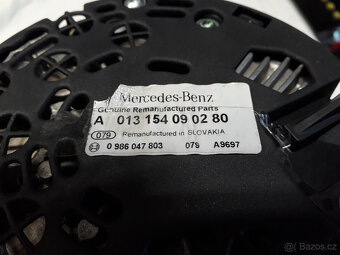 Mercedes-Benz
Genuine Remanufactured Parts
A 013 154 09 02 80
079 Remanufactured in SLOVAKIA
0 986 047 803 079 A9697
Bazoš.cz